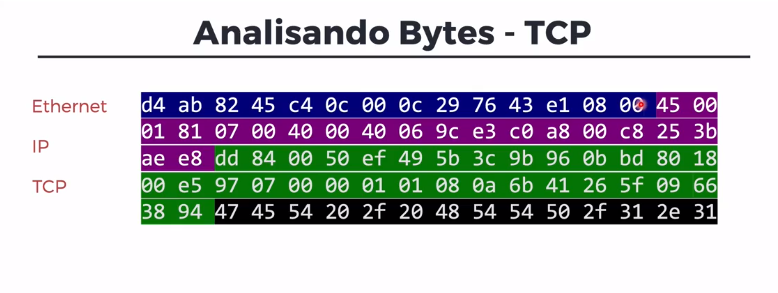 Analisando Bytes - TCP
Ethernet
IP
TCP
d4 ab 82 45 c4 0c 00 0c 29 76 43 e1 08 00 45 00
01 81 07 00 40 00 40 06 9c e3 c0 a8 00 c8 25 3b
ae e8 dd 84 00 50 ef 49 5b 3c 9b 96 0b bd 80 18
00 e5 97 07 00 00 01 01 08 0a 6b 41 26 5f 09 66
38 94 47 45 54 20 2f 20 48 54 54 50 2f 31 2e 31